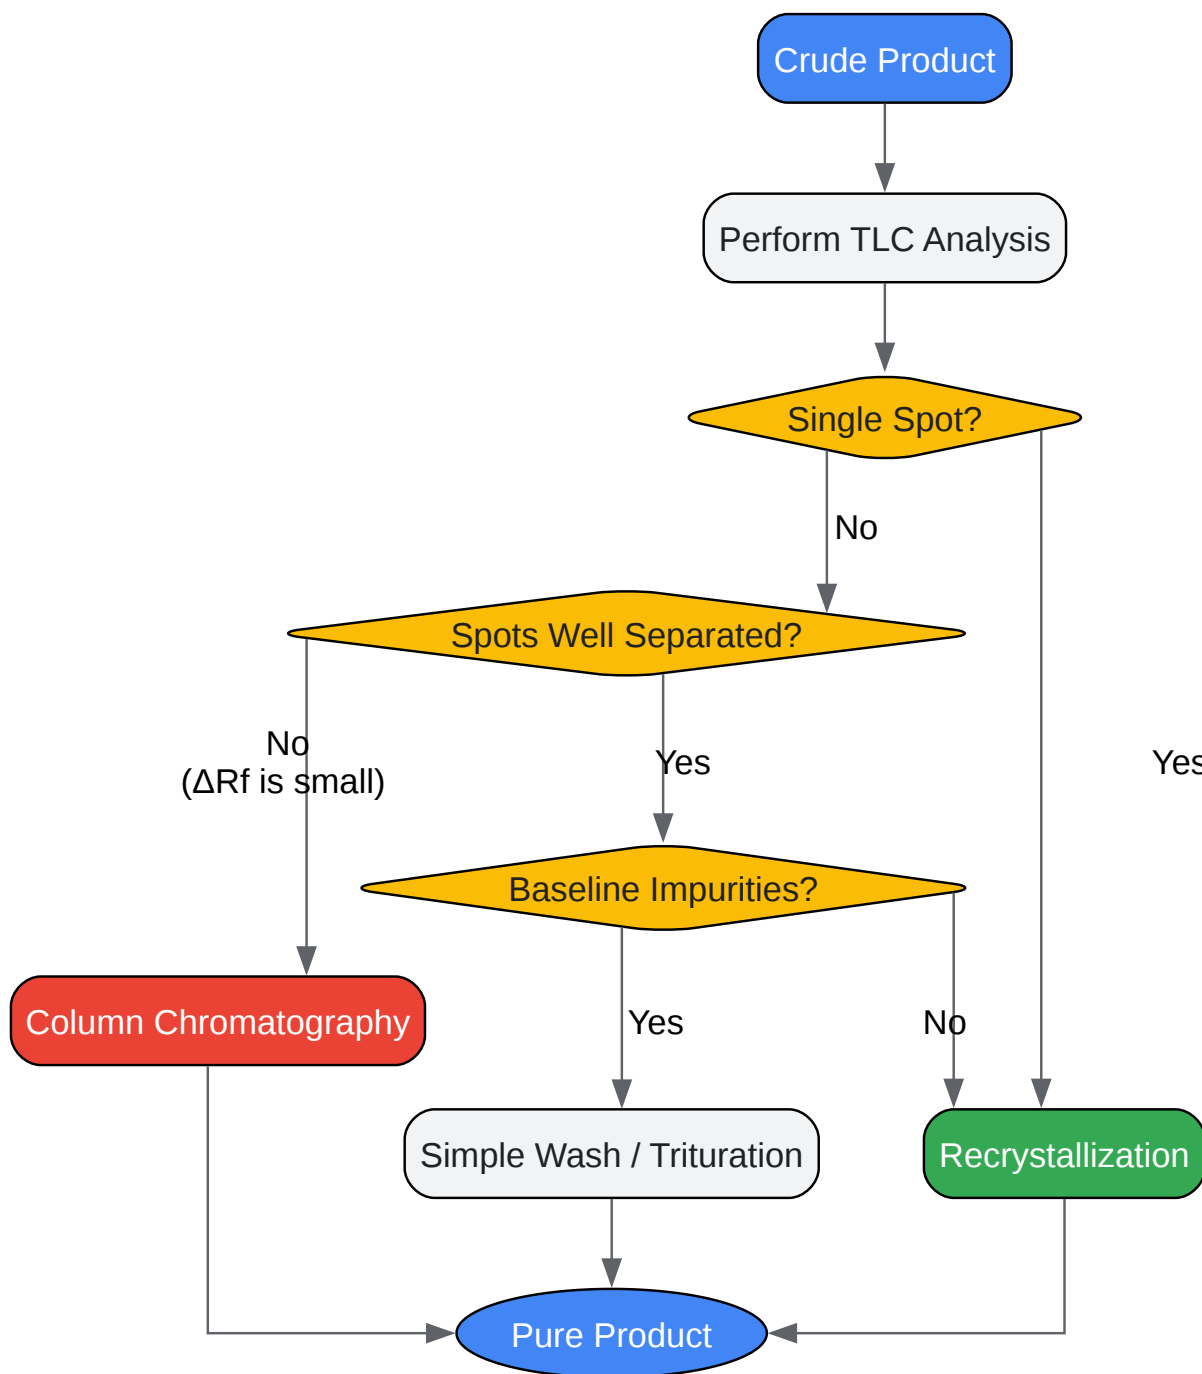 Crude Product
Perform TLC Analysis
Single Spot?
No
Spots Well Separated?
No
(ΔRf is small)
Yes
Yes
Baseline Impurities?
Column Chromatography
Yes
No
Simple Wash / Trituration
Recrystallization
Pure Product